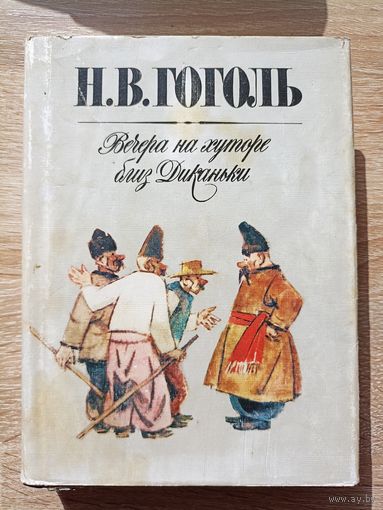 Н.В.ГОГОЛЬ
Вечера на хуторе
близ Диканьки
www.ay.by